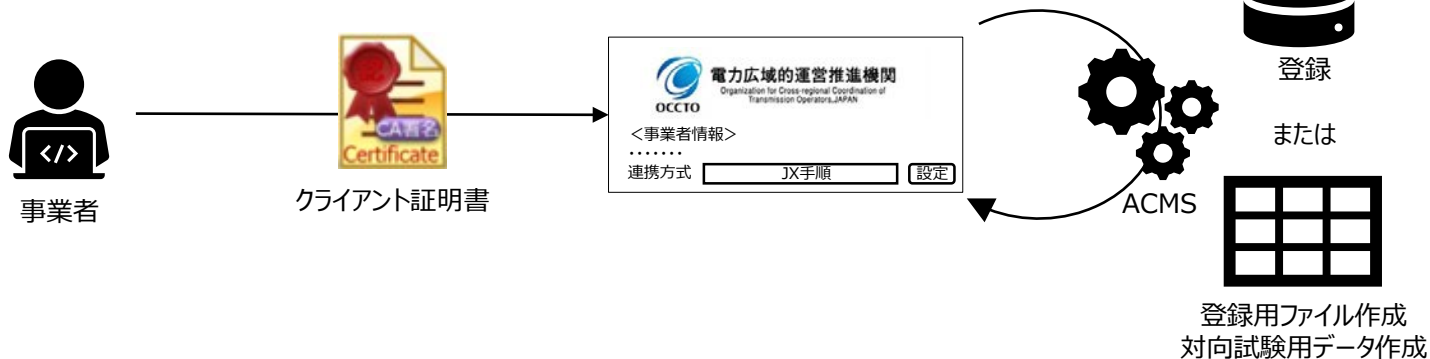 事業者
認
CA署名
Certificate
クライアント証明書
OCCTO
電力広域的運営推進機関
Organization for Cross-regional Coordination of
Transmission Operators,JAPAN
<事業者情報>
・・・・・・・
連携方式 JX手順 設定
ACMS
登録
または
登録用ファイル作成
対向試験用データ作成